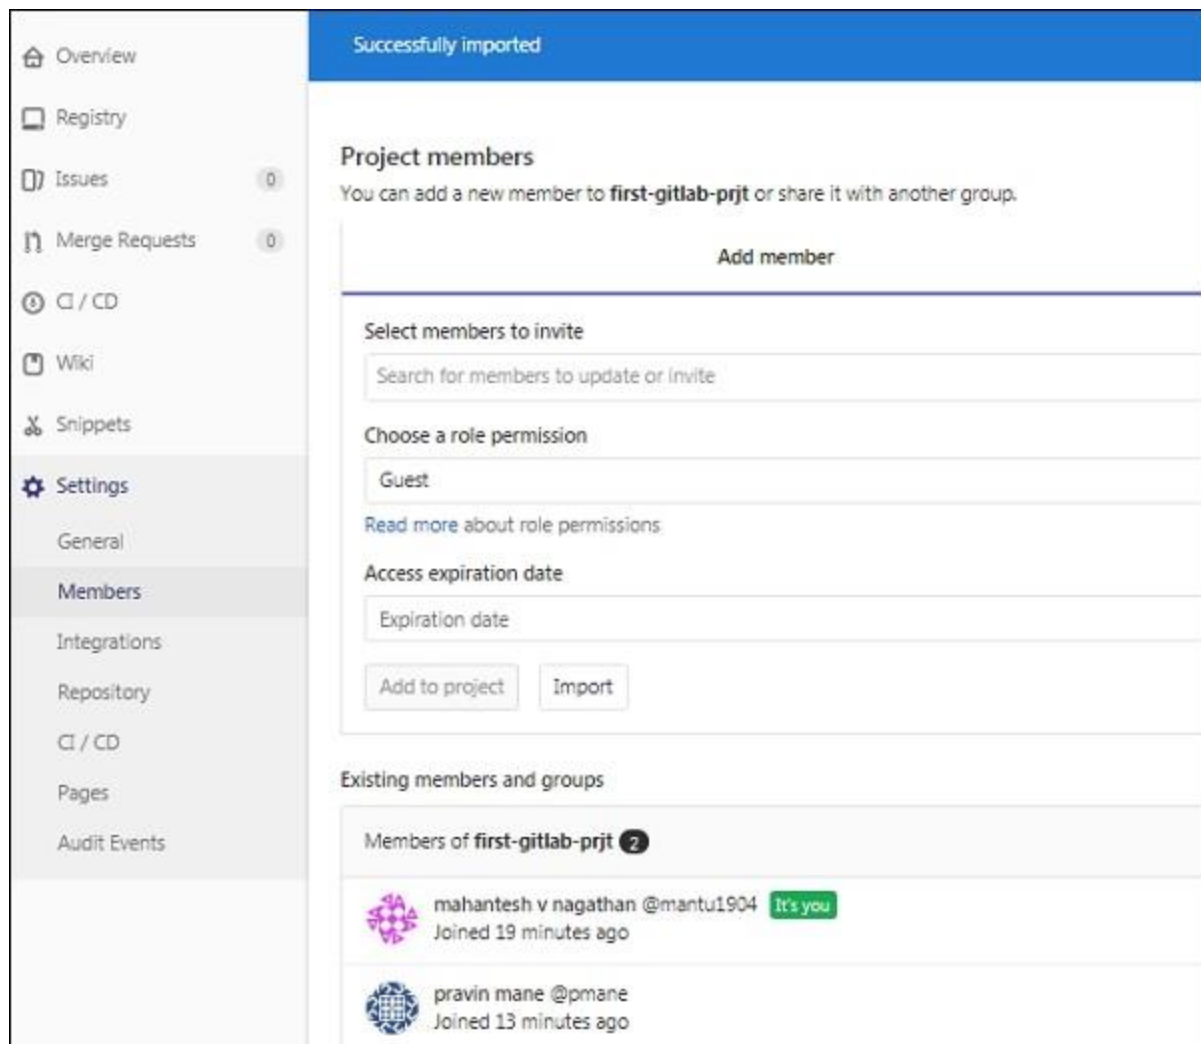 Overview
Registry
Issues 0
Merge Requests 0
CI / CD
Wiki
Snippets
Settings
General
Members
Integrations
Repository
CI / CD
Pages
Audit Events
Successfully imported
Project members
You can add a new member to first-gitlab-prjt or share it with another group.
Add member
Select members to invite
Search for members to update or invite
Choose a role permission
Guest
Read more about role permissions
Access expiration date
Expiration date
Add to project Import
Existing members and groups
Members of first-gitlab-prjt 2
mahantesh v nagathan @mantu1904 It's you
Joined 19 minutes ago
pravin mane @pmane
Joined 13 minutes ago